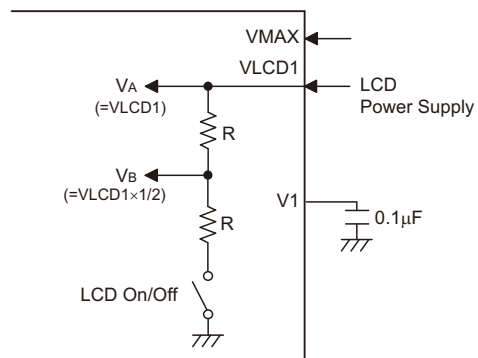 VMAX
VLCD1
LCD
Power Supply
VA
(=VLCD1)
R
VB
(=VLCD1×1/2)
V1
0.1µF
R
LCD On/Off